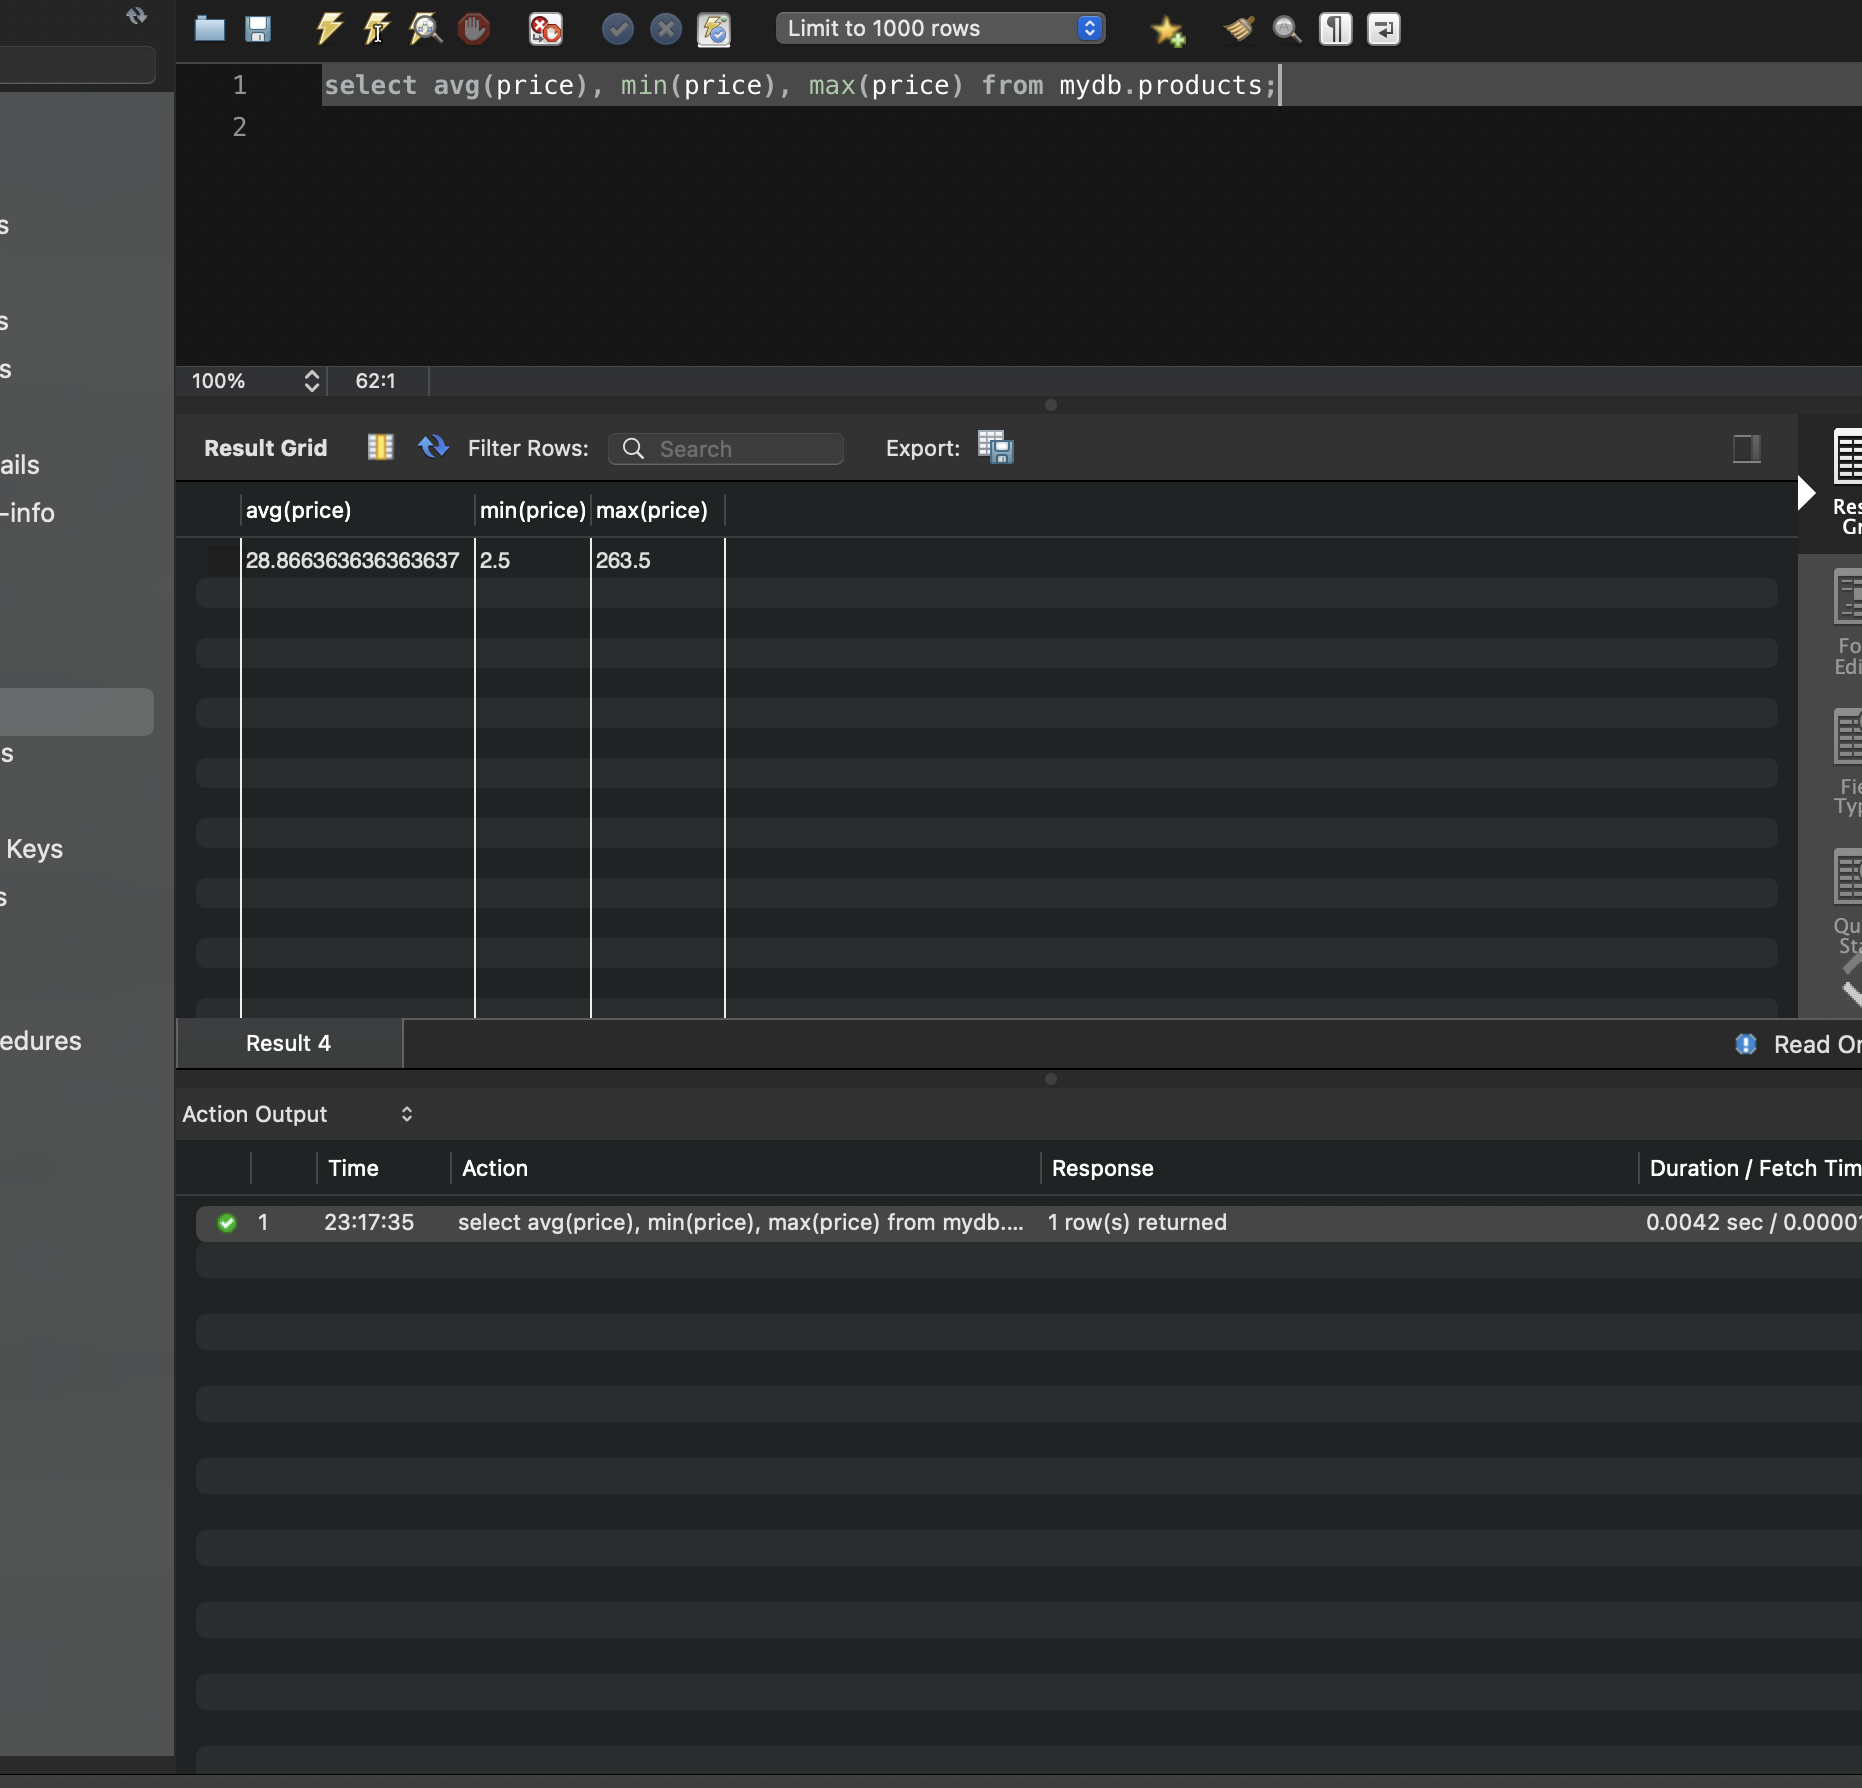 Limit to 1000 rows
1 select avg(price), min(price), max(price) from mydb.products;
2
s
s
s
ails
-info
s
Keys
s
edures
100% 62:1
Result Grid Filter Rows: Search Export:
avg(price) min(price) max(price)
28.866363636363637 2.5 263.5
Res
Gr
Fo
Edi
Fie
Typ
Qu
Sta
Result 4 Read On
Action Output
Time Action Response Duration / Fetch Tim
1 23:17:35 select avg(price), min(price), max(price) from mydb.... 1 row(s) returned 0.0042 sec / 0.00001